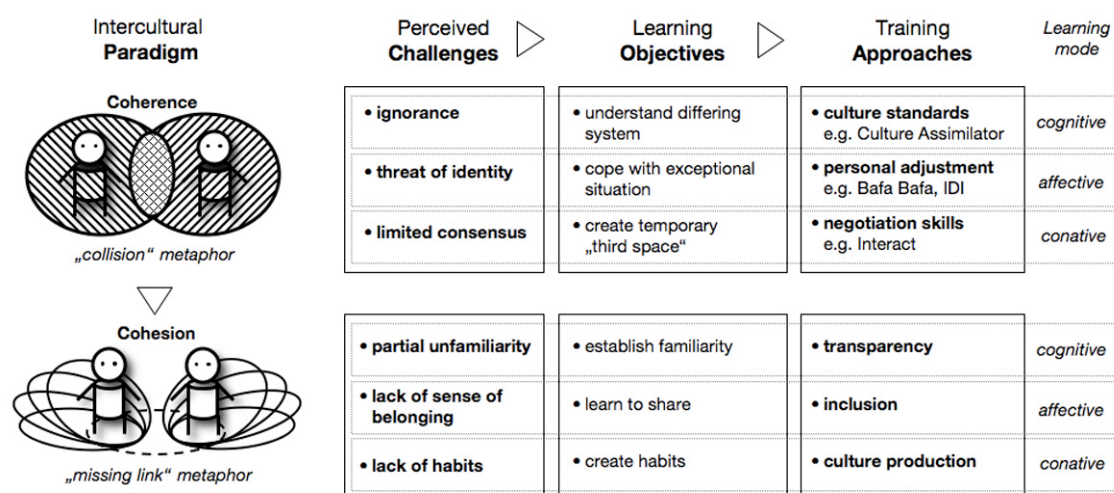 Intercultural
Paradigm
Perceived
Challenges
Learning
Objectives
Training
Approaches
Learning
mode
Coherence
„collision“ metaphor
• ignorance
• understand differing
system
• culture standards
e.g. Culture Assimilator
cognitive
• threat of identity
• cope with exceptional
situation
• personal adjustment
e.g. Bafa Bafa, IDI
affective
• limited consensus
• create temporary
„third space“
• negotiation skills
e.g. Interact
conative
Cohesion
„missing link“ metaphor
• partial unfamiliarity
• establish familiarity
• transparency
cognitive
• lack of sense of
belonging
• learn to share
• inclusion
affective
• lack of habits
• create habits
• culture production
conative